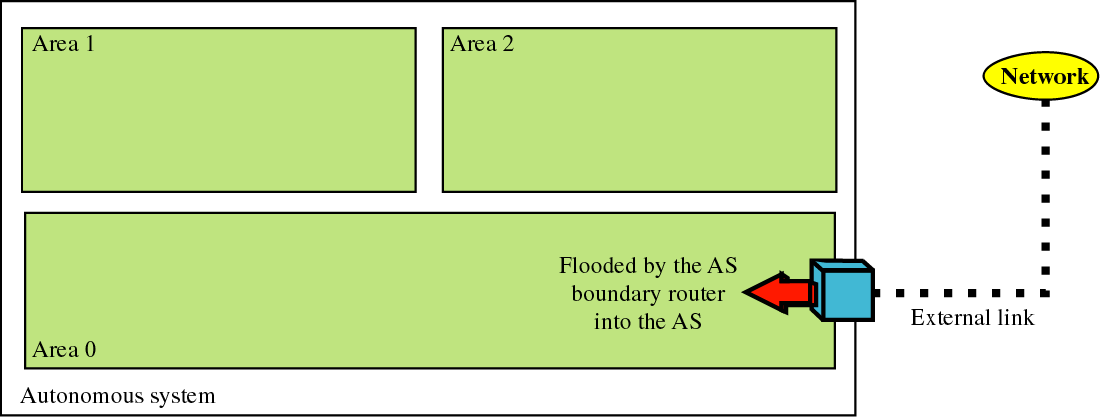 Area 1
Area 2
Network
Flooded by the AS
boundary router
into the AS
External link
Area 0
Autonomous system